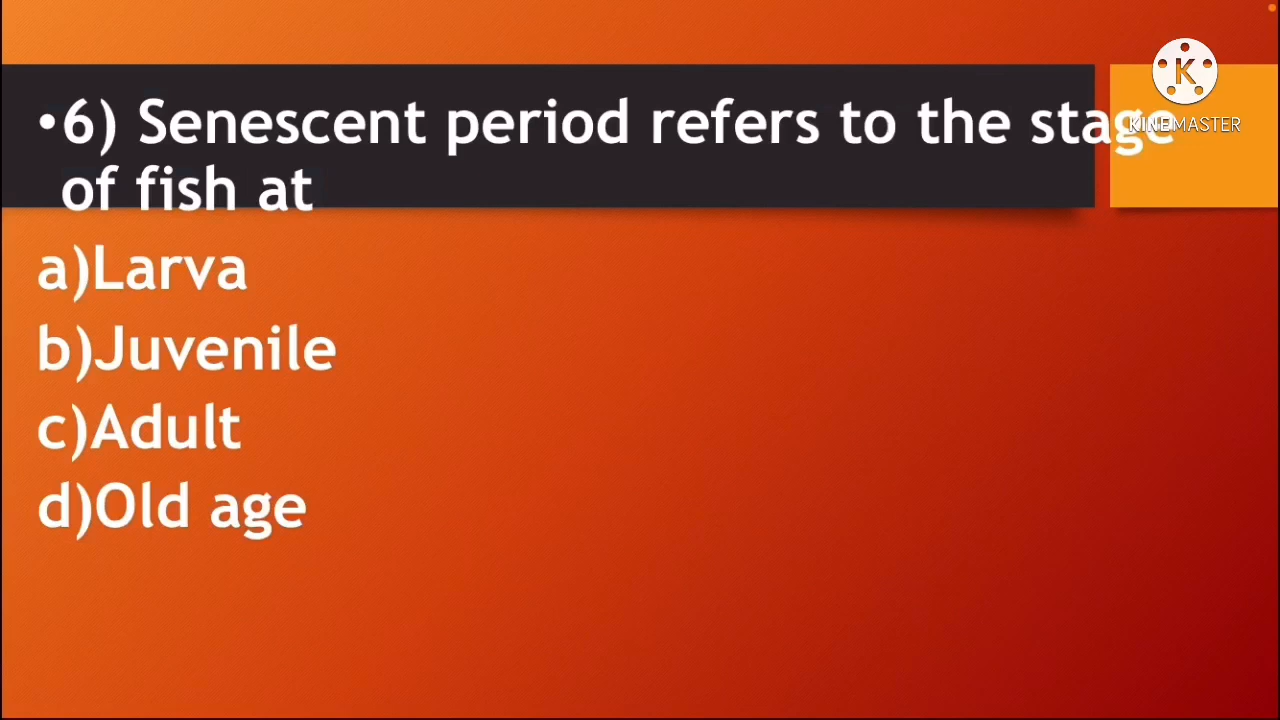 •6) Senescent period refers to the stage
of fish at
a)Larva
b)Juvenile
c)Adult
d)Old age
K
KINEMASTER